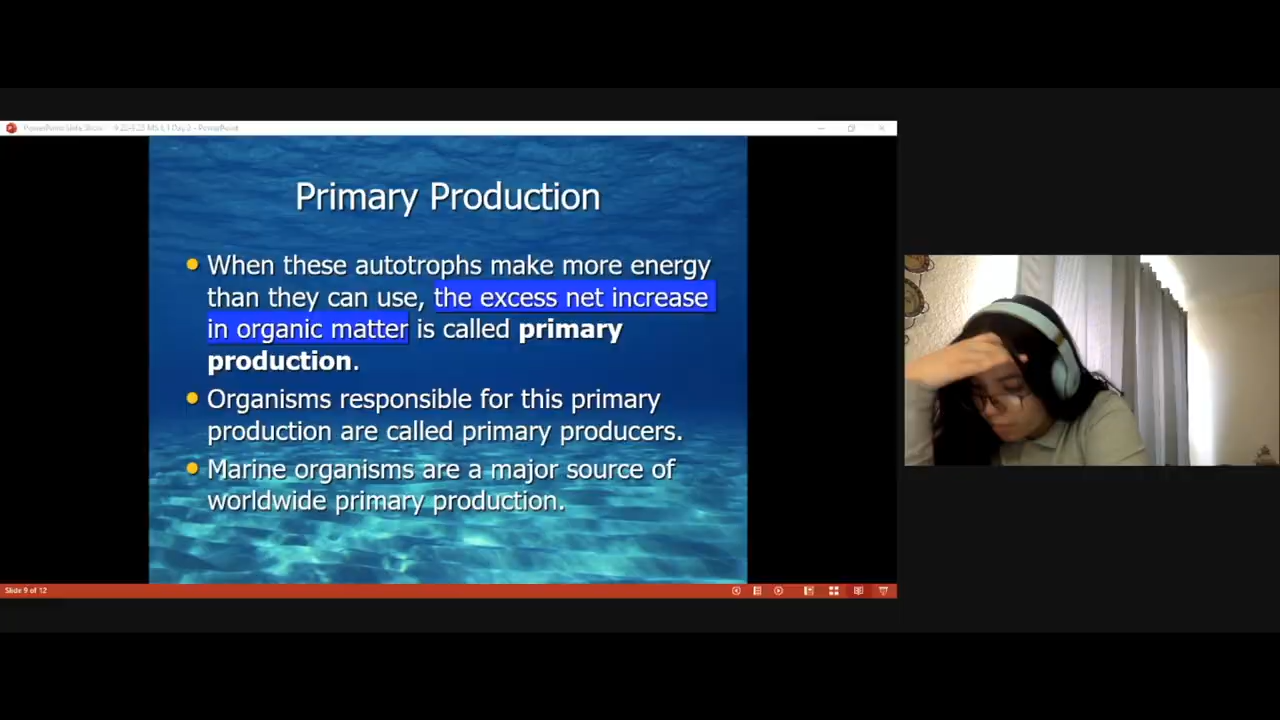 Primary Production
When these autotrophs make more energy
than they can use, the excess net increase
in organic matter is called primary
production.
Organisms responsible for this primary
production are called primary producers.
Marine organisms are a major source of
worldwide primary production.
Slide 9 of 12